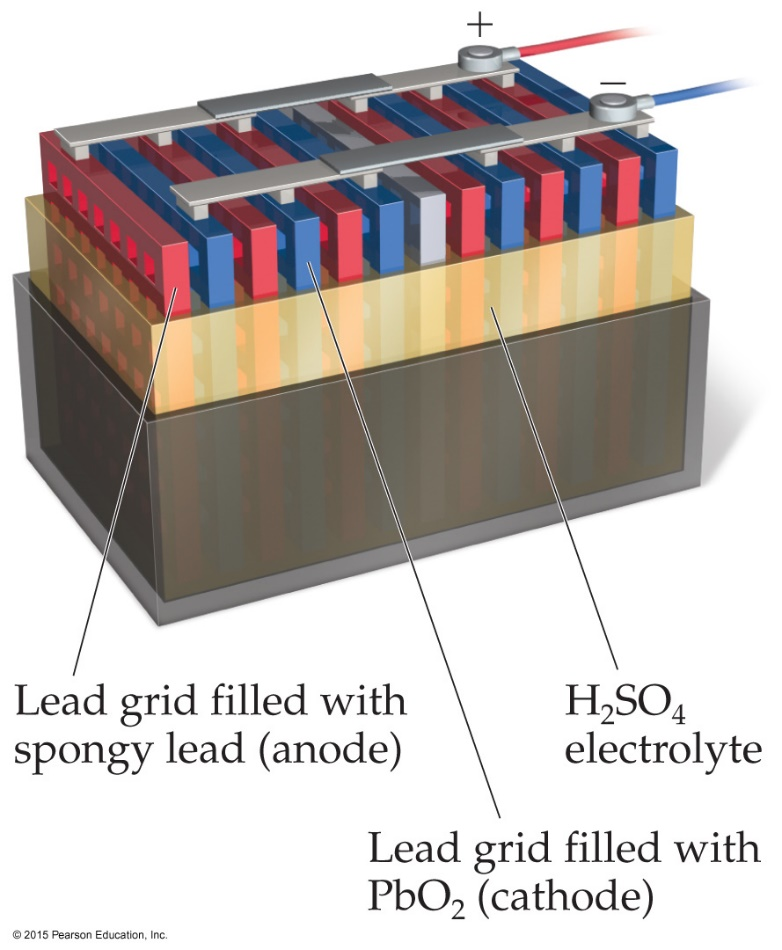 +
−
Lead grid filled with
spongy lead (anode)
H₂SO₄
electrolyte
Lead grid filled with
PbO₂ (cathode)
© 2015 Pearson Education, Inc.